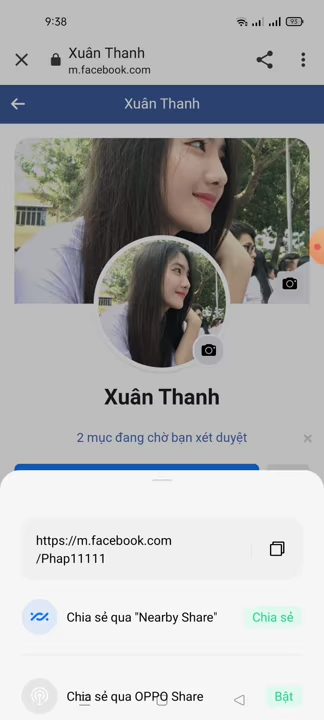 9:38
93
Xuân Thanh
m.facebook.com
Xuân Thanh
Xuân Thanh
2 mục đang chờ bạn xét duyệt
https://m.facebook.com
/Phap11111
Chia sẻ qua "Nearby Share"
Chia sẻ
Chia sẻ qua OPPO Share
Bật